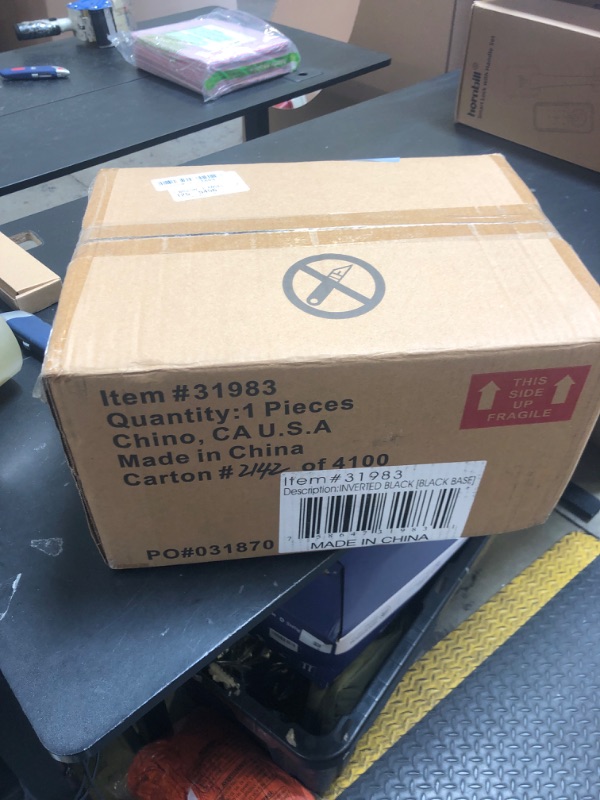 hornbill
THIS
SIDE
UP
FRAGILE
Item #31983
Quantity:1 Pieces
Chino, CA U.S.A
Made in China
Carton # 2142 of 4100
PO#031870
Item#31983
Description:INVERTED BLACK [BLACK BASE]
MADE IN CHINA